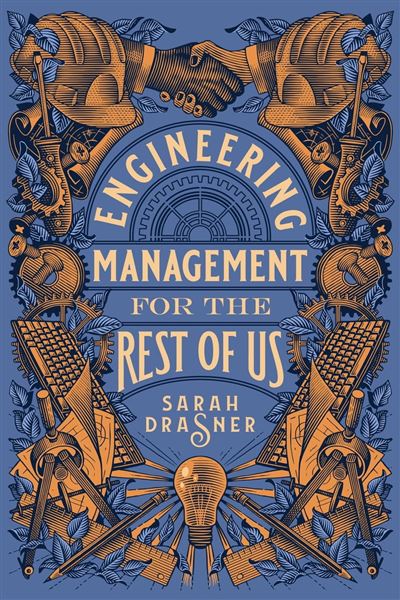 ENGINEERING
MANAGEMENT
FOR THE
REST OF US
SARAH
DRASNER